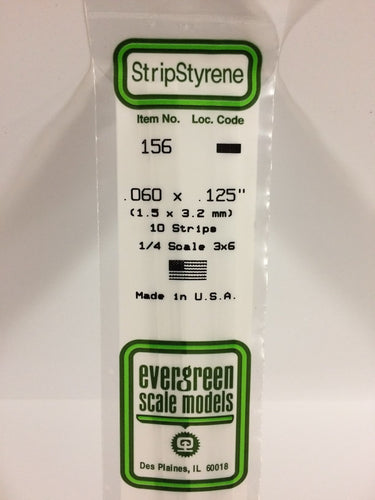 StripStyrene
Item No. Loc. Code
156
.060 x .125"
(1.5 x 3.2 mm)
10 Strips
1/4 Scale 3x6
Made in U.S.A.
evergreen
scale models
Des Plaines, IL 60018